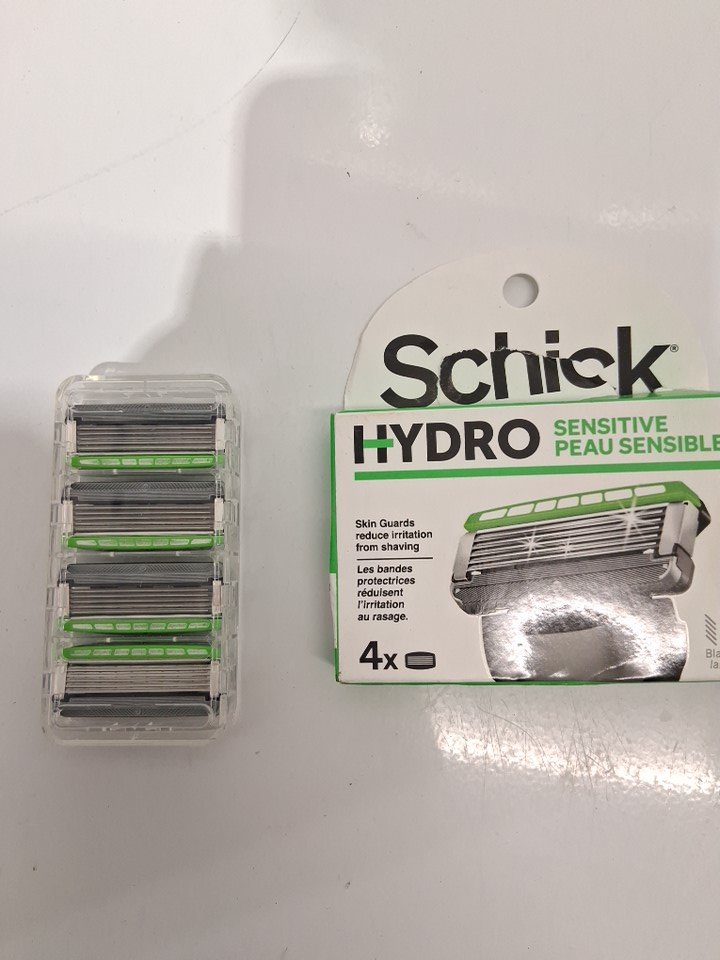 Schick®
HYDRO
SENSITIVE
PEAU SENSIBLE
Skin Guards
reduce irritation
from shaving
Les bandes
protectrices
réduisent
l'irritation
au rasage.
4x